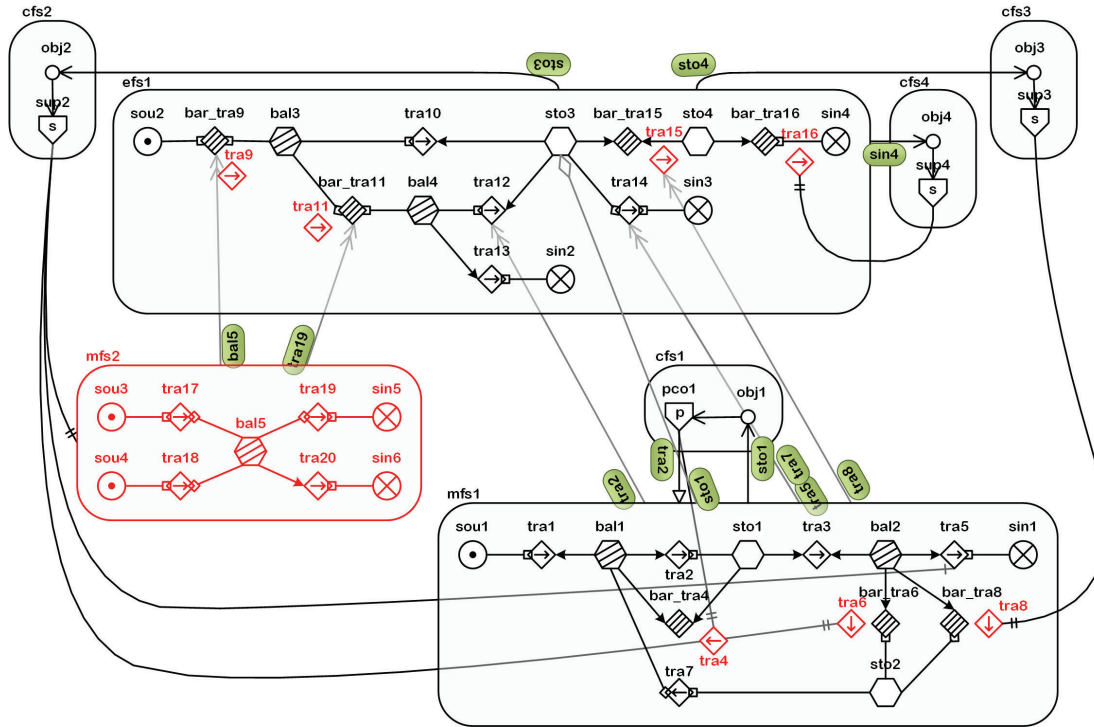 cfs2
cfs3
obj2
sto3
sto4
obj3
efs1
cfs4
sup2
sup3
s
s
sou2
bar_tra9
bal3
tra10
sto3
bar_tra15
sto4
bar_tra16
sin4
obj4
tra15
tra16
sin4
tra9
sup4
bar_tra11
bal4
tra12
tra14
sin3
s
tra11
tra13
sin2
bal5
tra19
mfs2
cfs1
sou3
tra17
tra19
sin5
pco1
obj1
p
bal5
tra2
sto1
tra7
sou4
tra18
tra20
sin6
tra2
sto1
tra5
tra8
mfs1
sou1
tra1
bal1
sto1
tra3
bal2
tra5
sin1
tra2
bar_tra4
bar_tra6
bar_tra8
tra6
tra8
tra4
tra7
sto2